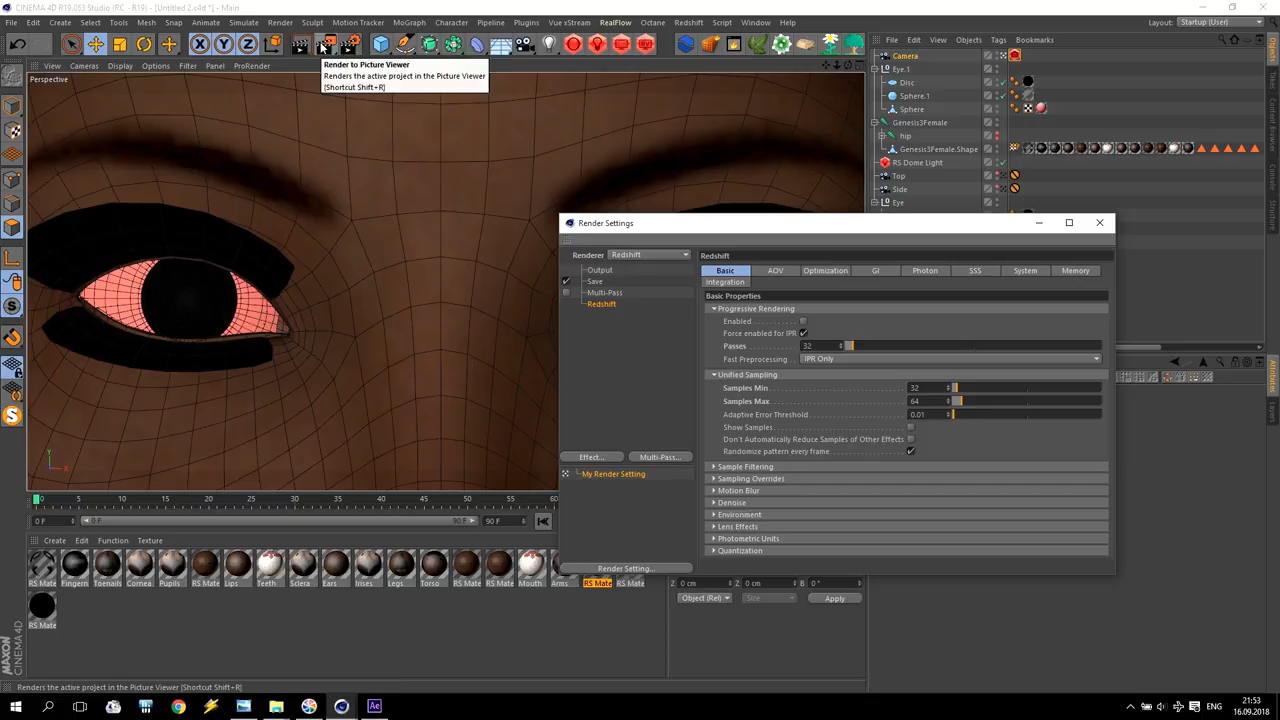 CINEMA 4D R19.053 Studio (RC - R19) - [Untitled 2.c4d *] - Main
File Edit Create Select Tools Mesh Snap Animate Simulate Render Sculpt Motion Tracker MoGraph Character Pipeline Plugins Vue xStream RealFlow Octane Redshift Script Window Help Layout: Startup (User)
File Edit View Objects Tags Bookmarks
View Cameras Display Options Filter Panel ProRender
Render to Picture Viewer
Renders the active project in the Picture Viewer
[Shortcut Shift+R]
Perspective
Camera
Eye.1
Disc
Sphere.1
Sphere
Genesis3Female
hip
Genesis3Female.Shape
RS Dome Light
Top
Side
Eye
Objects
Content Browser
Structure
Attributes
Layers
Render Settings
Renderer Redshift
Output
Save
Multi-Pass
Redshift
Effect... Multi-Pass...
My Render Setting
Render Setting...
Redshift
Basic AOV Optimization GI Photon SSS System Memory
Integration
Basic Properties
Progressive Rendering
Enabled
Force enabled for IPR
Passes 32
Fast Preprocessing IPR Only
Unified Sampling
Samples Min 32
Samples Max 64
Adaptive Error Threshold 0.01
Show Samples
Don't Automatically Reduce Samples of Other Effects
Randomize pattern every frame
Sample Filtering
Sampling Overrides
Motion Blur
Denoise
Environment
Lens Effects
Photometric Units
Quantization
Y
X
0 5 10 15 20 25 30 35 40 45 50 55 60
0 F 0 F 90 F 90 F
Create Edit Function Texture
RS Mate Fingern Toenails Cornea Pupils RS Mate Lips Teeth Sclera Ears Irises Legs Torso RS Mate RS Mate Mouth Arms RS Mate RS Mate
RS Mate
Z 0 cm Z 0 cm B 0 °
Object (Rel) Size Apply
MAXON
CINEMA 4D
Renders the active project in the Picture Viewer [Shortcut Shift+R]
Ae
ENG
21:53
16.09.2018